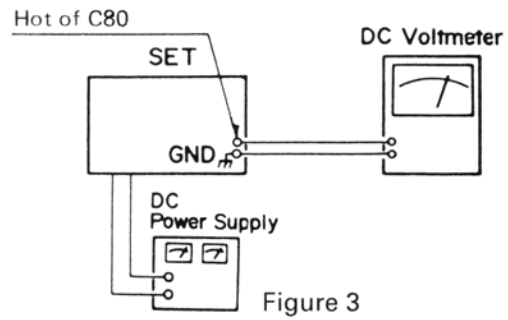 Hot of C80
SET
DC Voltmeter
GND
DC
Power Supply
Figure 3